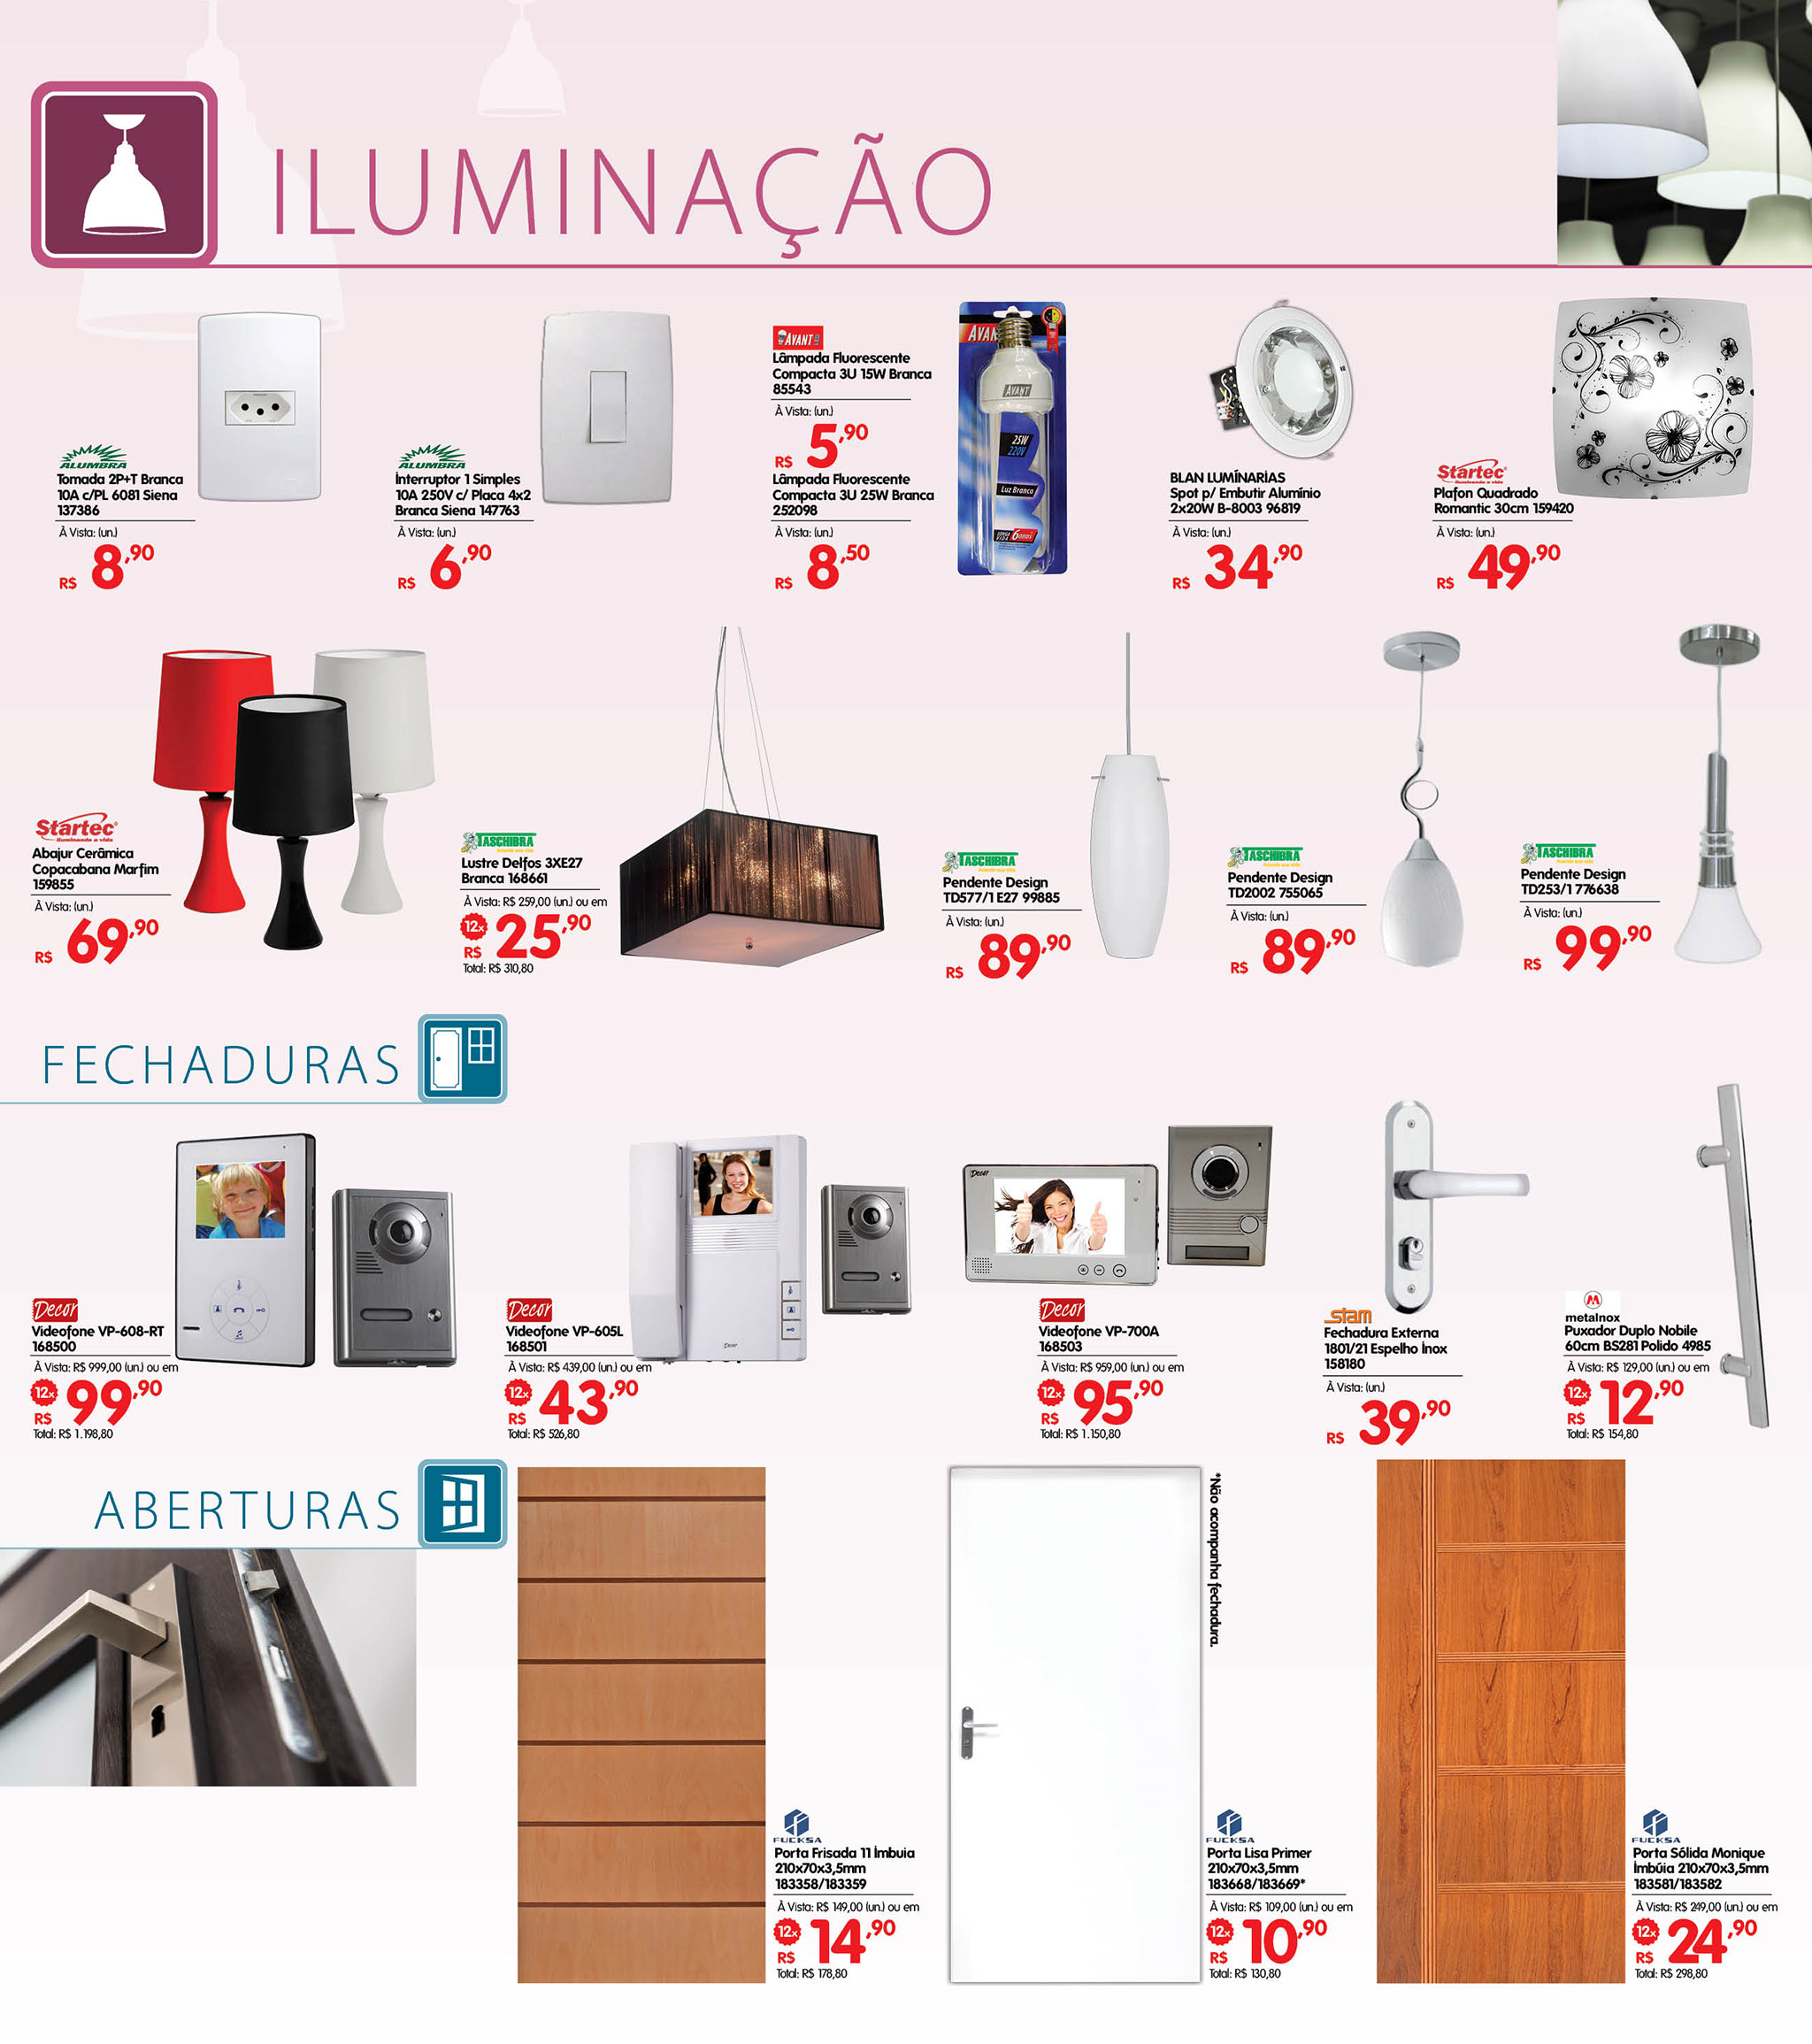 ILUMINAÇÃO
ALUMBRA
Tomada 2P+T Branca
10A c/PL 6081 Siena
137386
À Vista: (un.)
R$ 8,90
ALUMBRA
Interruptor 1 Simples
10A 250V c/ Placa 4x2
Branca Siena 147763
À Vista: (un.)
R$ 6,90
AVANT
Lâmpada Fluorescente
Compacta 3U 15W Branca
85543
À Vista: (un.)
R$ 5,90
Lâmpada Fluorescente
Compacta 3U 25W Branca
252098
À Vista: (un.)
R$ 8,50
AVAN
AVANT
25W
220V
Luz Branca
6 anos
BLAN LUMÍNARIAS
Spot p/ Embutir Alumínio
2x20W B-8003 96819
À Vista: (un.)
R$ 34,90
Startec
iluminando a vida
Plafon Quadrado
Romantic 30cm 159420
À Vista: (un.)
R$ 49,90
Startec
iluminando a vida
Abajur Cerâmica
Copacabana Marfim
159855
À Vista: (un.)
R$ 69,90
TASCHIBRA
Lustre Delfos 3XE27
Branca 168661
À Vista: R$ 259,00 (un.) ou em
12x R$ 25,90
Total: R$ 310,80
TASCHIBRA
Pendente Design
TD577/1 E27 99885
À Vista: (un.)
R$ 89,90
TASCHIBRA
Pendente Design
TD2002 755065
À Vista: (un.)
R$ 89,90
TASCHIBRA
Pendente Design
TD253/1 776638
À Vista: (un.)
R$ 99,90
FECHADURAS
Decor
Videofone VP-608-RT
168500
À Vista: R$ 999,00 (un.) ou em
12x R$ 99,90
Total: R$ 1.198,80
Decor
Videofone VP-605L
168501
À Vista: R$ 439,00 (un.) ou em
12x R$ 43,90
Total: R$ 526,80
Decor
Decor
Decor
Videofone VP-700A
168503
À Vista: R$ 959,00 (un.) ou em
12x R$ 95,90
Total: R$ 1.150,80
stam
Fechadura Externa
1801/21 Espelho Inox
158180
À Vista: (un.)
R$ 39,90
metalnox
Puxador Duplo Nobile
60cm BS281 Polido 4985
À Vista: R$ 129,00 (un.) ou em
12x R$ 12,90
Total: R$ 154,80
ABERTURAS
FUCKSA
Porta Frisada 11 Imbuia
210x70x3,5mm
183358/183359
À Vista: R$ 149,00 (un.) ou em
12x R$ 14,90
Total: R$ 178,80
*Não acompanha fechadura.
FUCKSA
Porta Lisa Primer
210x70x3,5mm
183668/183669*
À Vista: R$ 109,00 (un.) ou em
12x R$ 10,90
Total: R$ 130,80
FUCKSA
Porta Sólida Monique
Imbúia 210x70x3,5mm
183581/183582
À Vista: R$ 249,00 (un.) ou em
12x R$ 24,90
Total: R$ 298,80